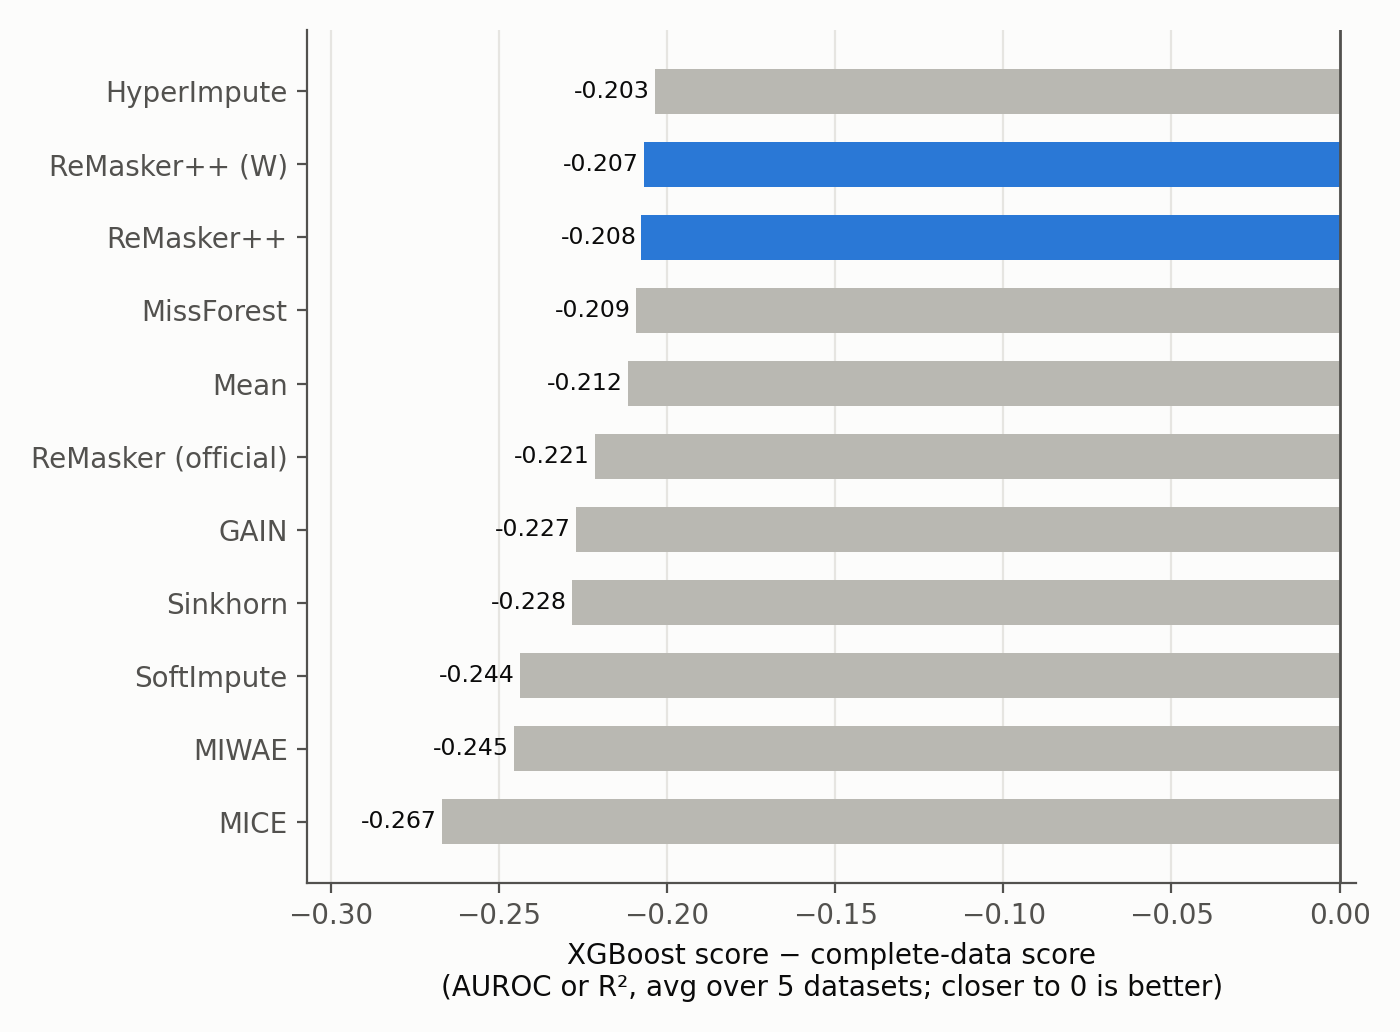 HyperImpute
-0.203
ReMasker++ (W)
-0.207
ReMasker++
-0.208
MissForest
-0.209
Mean
-0.212
ReMasker (official)
-0.221
GAIN
-0.227
Sinkhorn
-0.228
SoftImpute
-0.244
MIWAE
-0.245
MICE
-0.267
−0.30 −0.25 −0.20 −0.15 −0.10 −0.05 0.00
XGBoost score − complete-data score
(AUROC or R², avg over 5 datasets; closer to 0 is better)